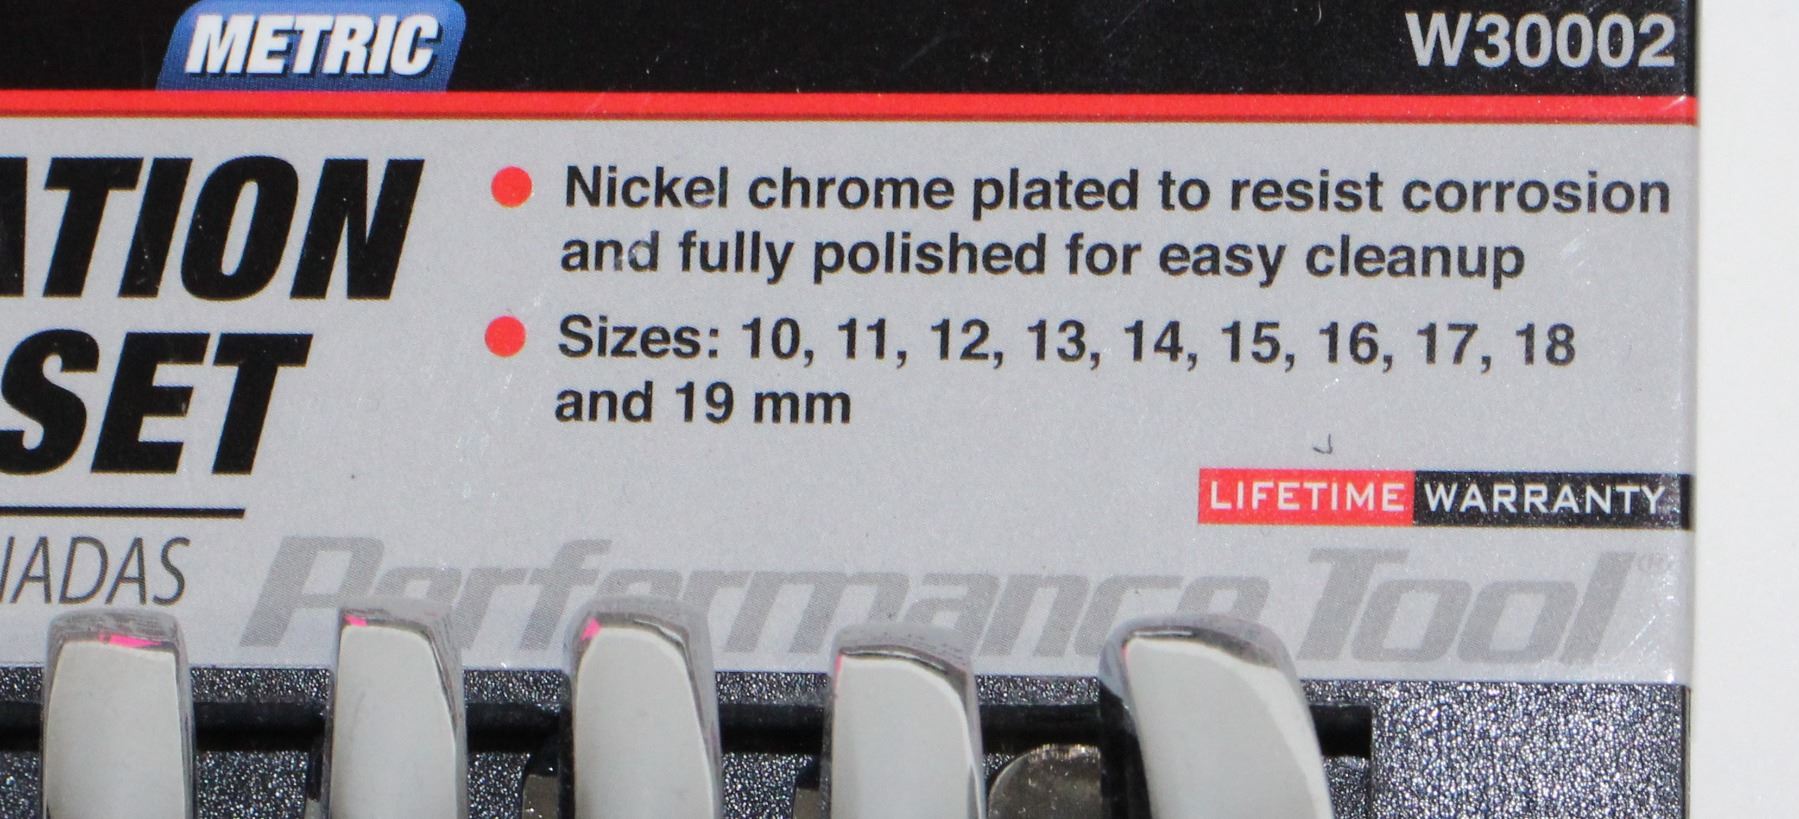 METRIC
W30002
ATION
SET
Nickel chrome plated to resist corrosion
and fully polished for easy cleanup
Sizes: 10, 11, 12, 13, 14, 15, 16, 17, 18
and 19 mm
LIFETIME WARRANTY
NADAS
Performance Tool®